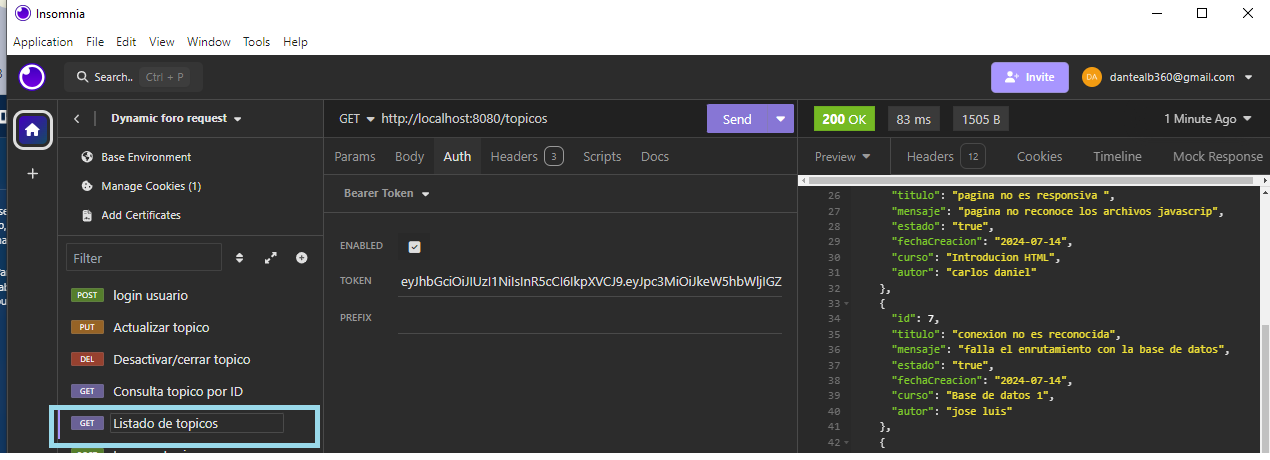 Insomnia
Application File Edit View Window Tools Help
Search.. Ctrl + P
Invite
DA dantealb360@gmail.com
Dynamic foro request
Base Environment
Manage Cookies (1)
Add Certificates
Filter
POST login usuario
PUT Actualizar topico
DEL Desactivar/cerrar topico
GET Consulta topico por ID
GET Listado de topicos
GET http://localhost:8080/topicos Send
Params Body Auth Headers 3 Scripts Docs
Bearer Token
ENABLED
TOKEN eyJhbGciOiJIUzI1NiIsInR5cCI6IkpXVCJ9.eyJpc3MiOiJkeW5hbWljIGZ
PREFIX
200 OK 83 ms 1505 B 1 Minute Ago
Preview Headers 12 Cookies Timeline Mock Response
26 "titulo": "pagina no es responsiva ",
27 "mensaje": "pagina no reconoce los archivos javascrip",
28 "estado": "true",
29 "fechaCreacion": "2024-07-14",
30 "curso": "Introducion HTML",
31 "autor": "carlos daniel"
32 },
33 {
34 "id": 7,
35 "titulo": "conexion no es reconocida",
36 "mensaje": "falla el enrutamiento con la base de datos",
37 "estado": "true",
38 "fechaCreacion": "2024-07-14",
39 "curso": "Base de datos 1",
40 "autor": "jose luis"
41 },
42 {